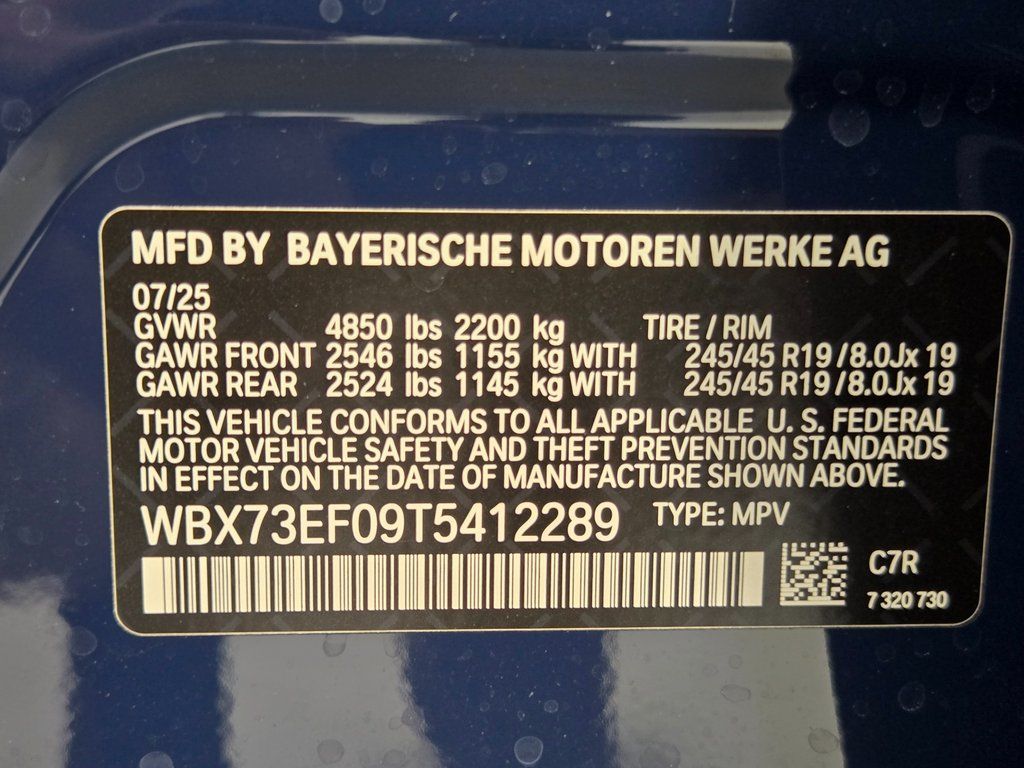 MFD BY BAYERISCHE MOTOREN WERKE AG
07/25
GVWR 4850 lbs 2200 kg TIRE / RIM
GAWR FRONT 2546 lbs 1155 kg WITH 245/45 R19 / 8.0Jx 19
GAWR REAR 2524 lbs 1145 kg WITH 245/45 R19 / 8.0Jx 19
THIS VEHICLE CONFORMS TO ALL APPLICABLE U. S. FEDERAL
MOTOR VEHICLE SAFETY AND THEFT PREVENTION STANDARDS
IN EFFECT ON THE DATE OF MANUFACTURE SHOWN ABOVE.
WBX73EF09T5412289 TYPE: MPV
C7R
7 320 730